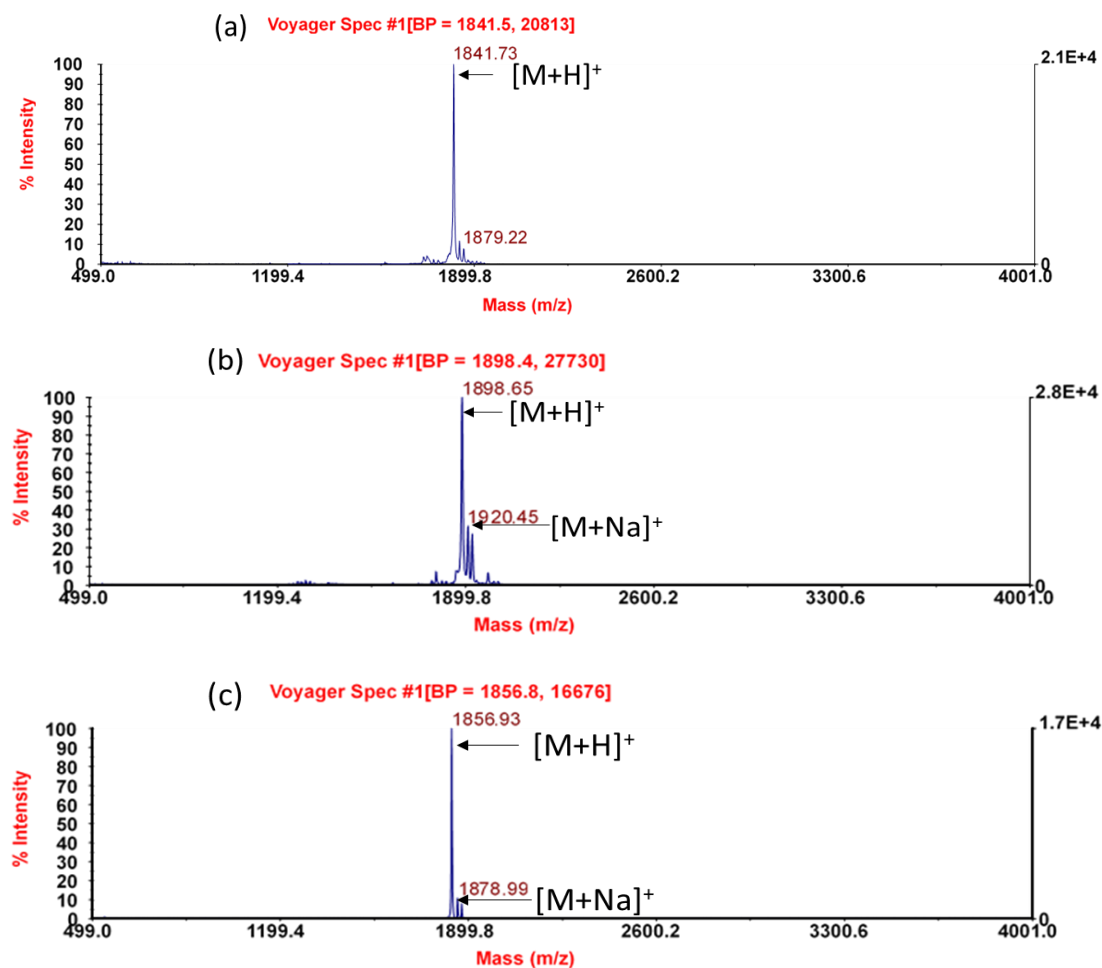 (a) Voyager Spec #1[BP = 1841.5, 20813]
1841.73
[M+H]+
1879.22
100
90
80
70
60
50
40
30
20
10
0
% Intensity
2.1E+4
0
499.0 1199.4 1899.8 2600.2 3300.6 4001.0
Mass (m/z)
(b) Voyager Spec #1[BP = 1898.4, 27730]
1898.65
[M+H]+
1920.45
[M+Na]+
100
90
80
70
60
50
40
30
20
10
0
% Intensity
2.8E+4
0
499.0 1199.4 1899.8 2600.2 3300.6 4001.0
Mass (m/z)
(c) Voyager Spec #1[BP = 1856.8, 16676]
1856.93
[M+H]+
1878.99
[M+Na]+
100
90
80
70
60
50
40
30
20
10
0
% Intensity
1.7E+4
0
499.0 1199.4 1899.8 2600.2 3300.6 4001.0
Mass (m/z)